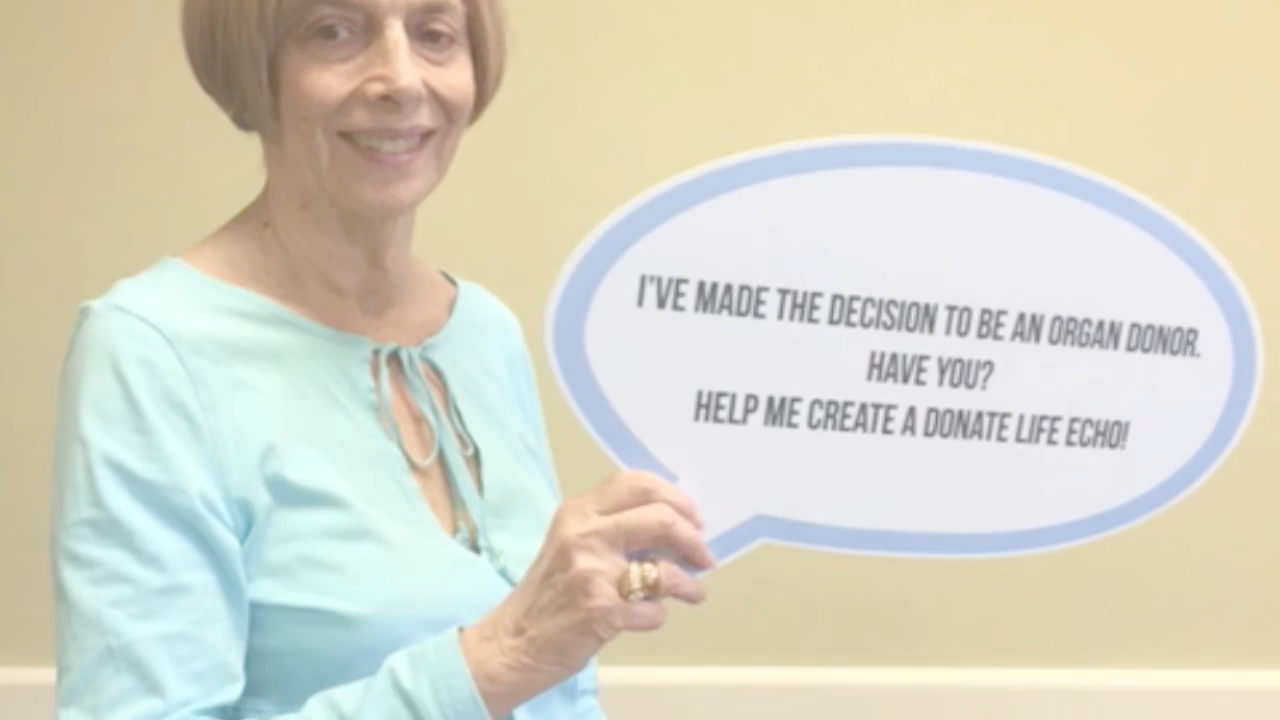 I'VE MADE THE DECISION TO BE AN ORGAN DONOR.
HAVE YOU?
HELP ME CREATE A DONATE LIFE ECHO!